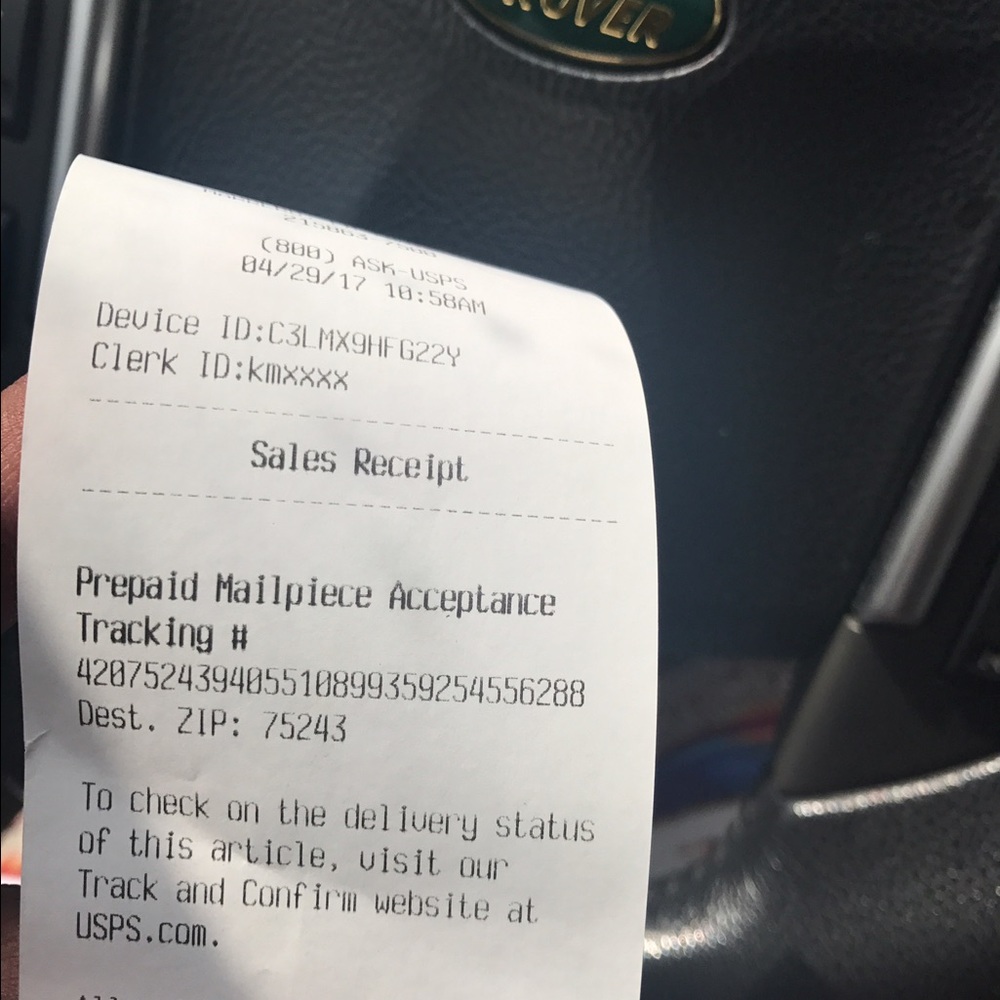 (800) ASK-USPS
04/29/17 10:58AM
Device ID:C3LMX9HFG22Y
Clerk ID:kmxxxx
Sales Receipt
Prepaid Mailpiece Acceptance
Tracking #
420752439405510899359254556288
Dest. ZIP: 75243
To check on the delivery status
of this article, visit our
Track and Confirm website at
USPS.com.